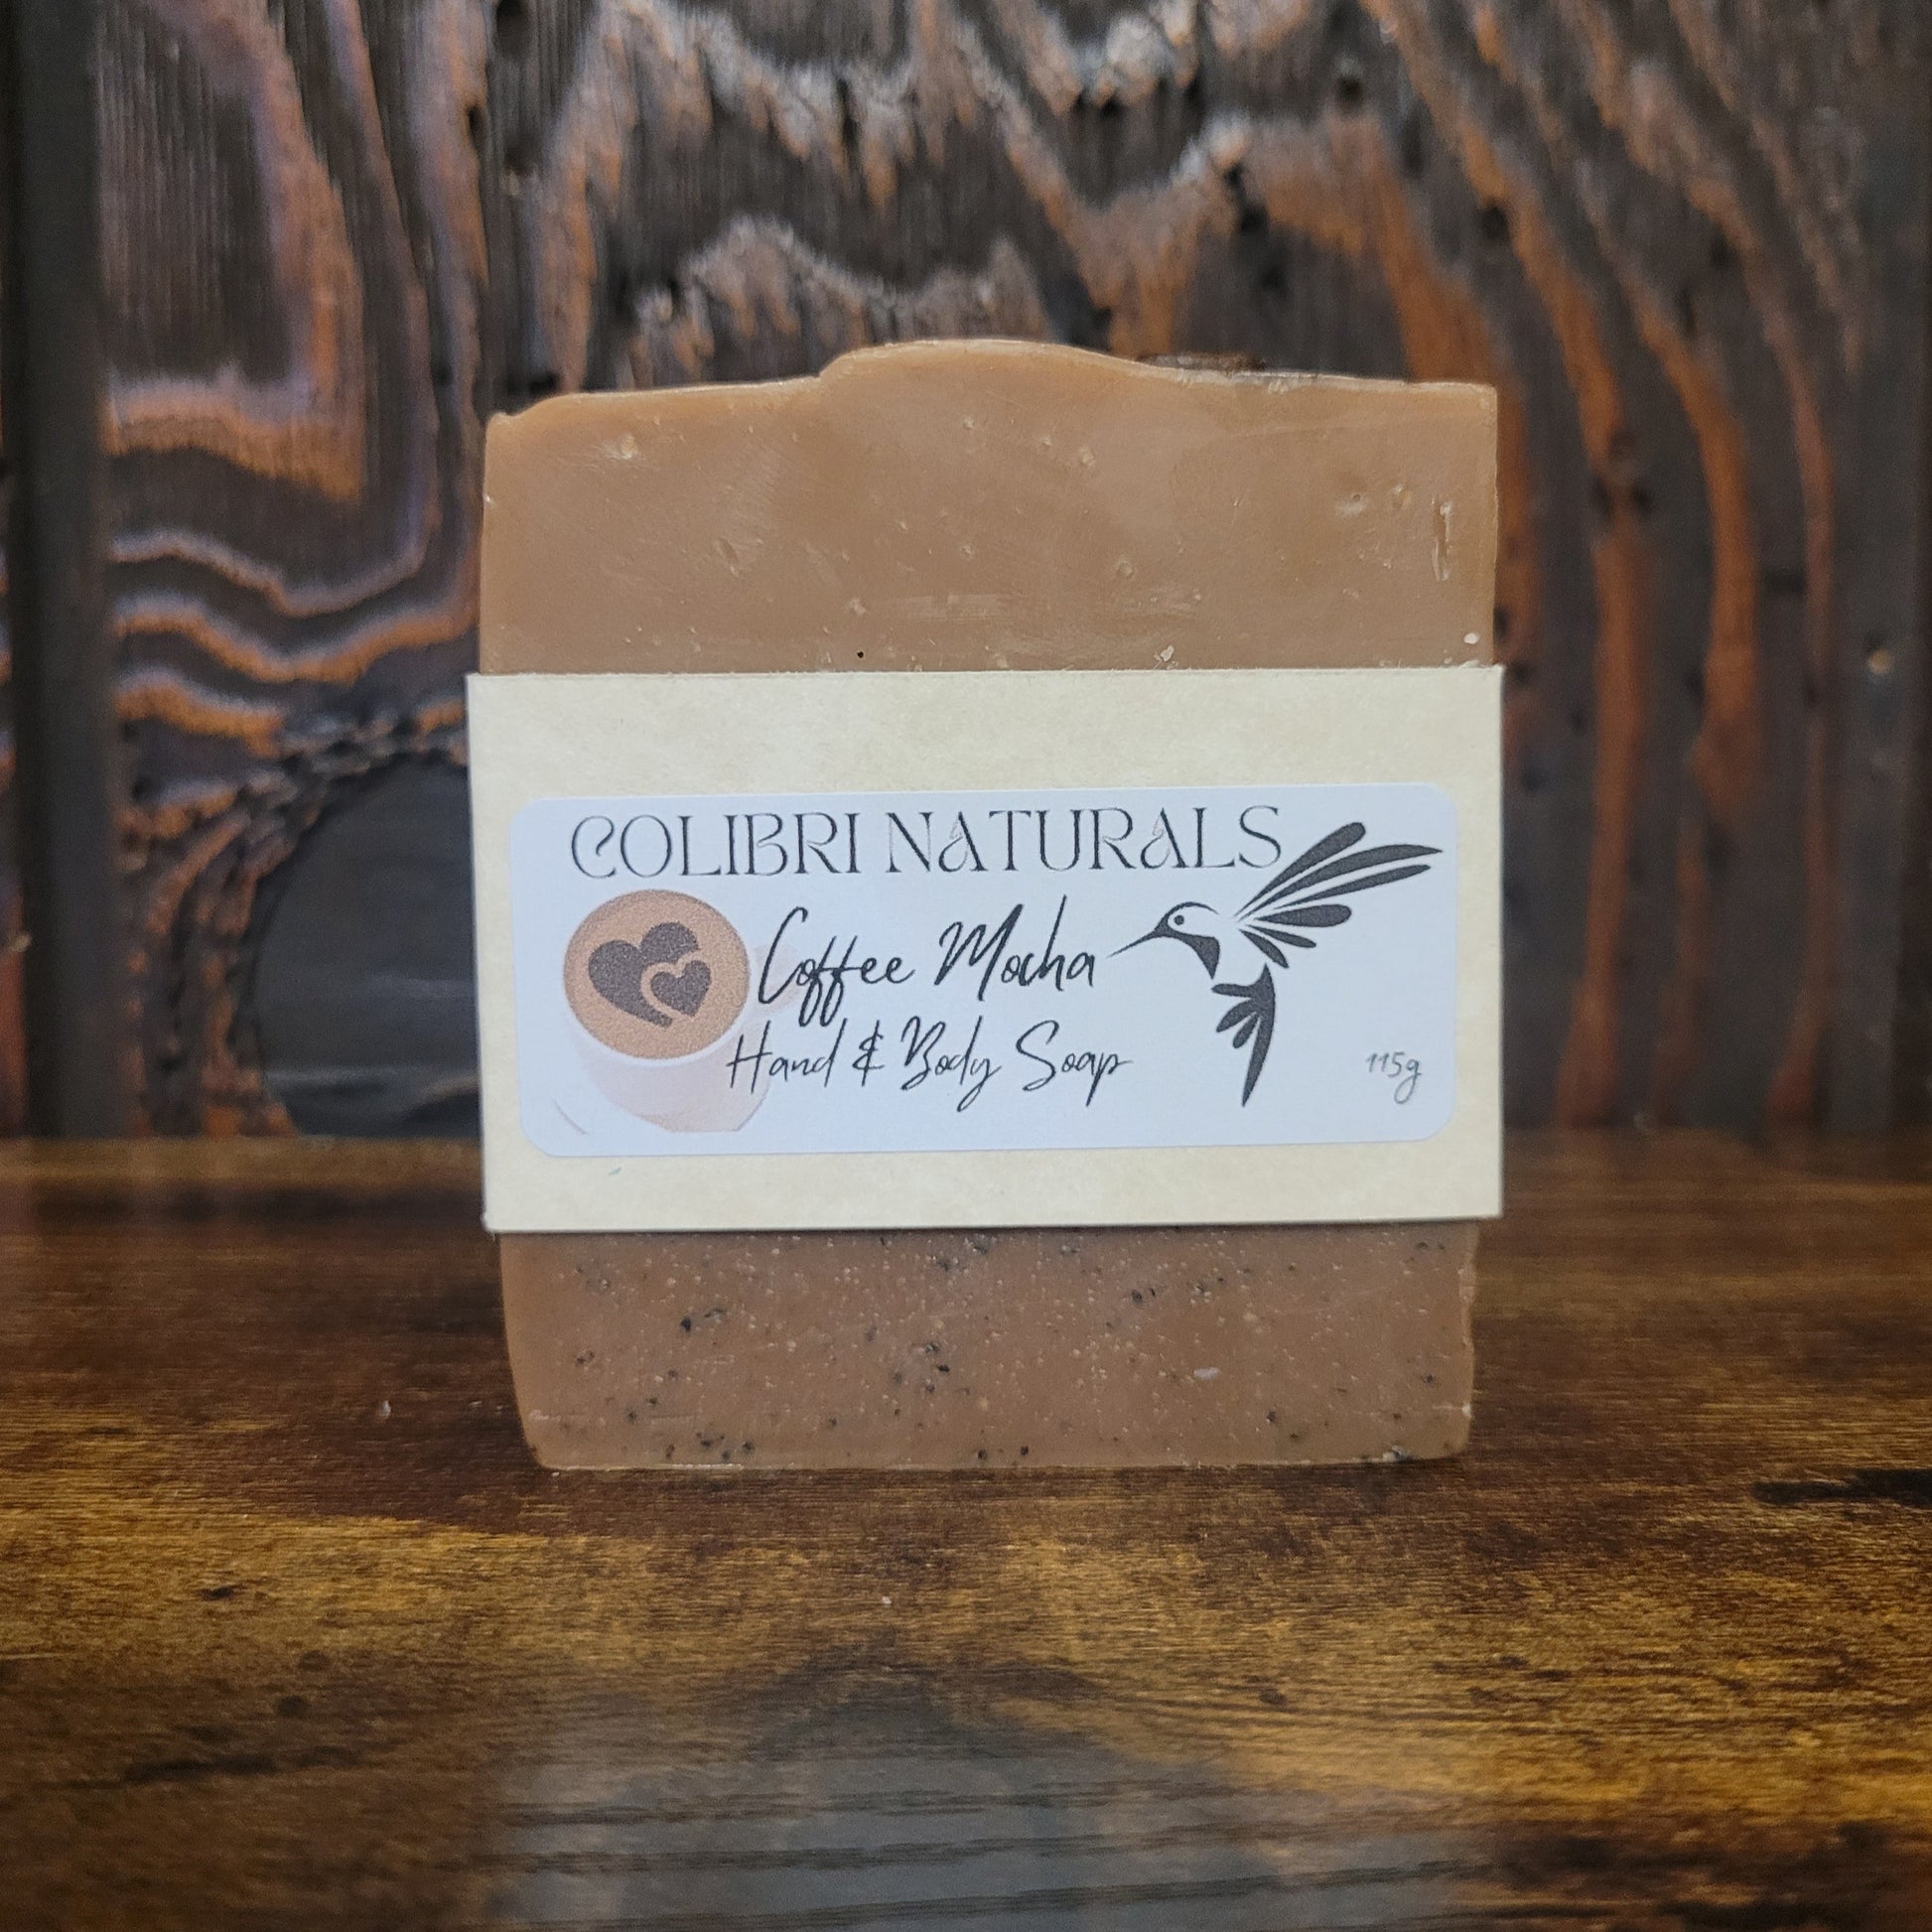 COLIBRI NATURALS
Coffee Mocha
Hand & Body Soap
115g